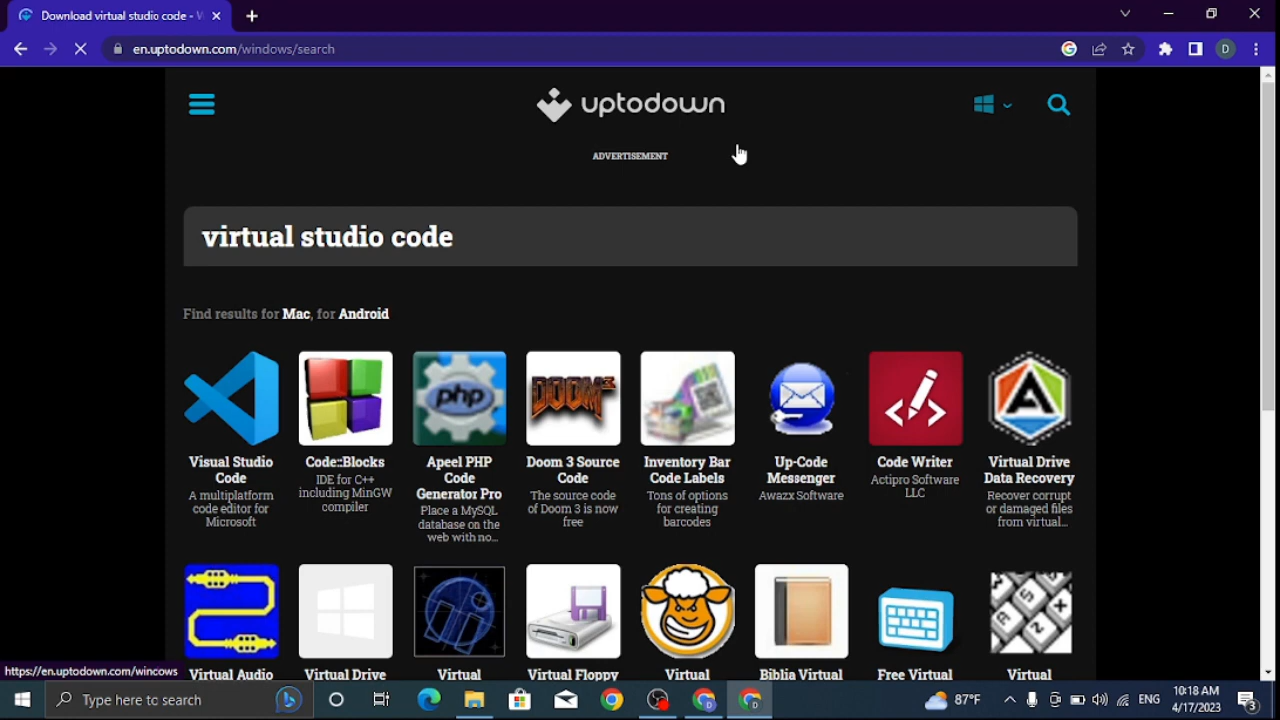 Download virtual studio code - W
en.uptodown.com/windows/search
D
uptodown
ADVERTISEMENT
virtual studio code
Find results for Mac, for Android
php
DOOM 3
Visual Studio
Code
A multiplatform
code editor for
Microsoft
Code::Blocks
IDE for C++
including MinGW
compiler
Apeel PHP
Code
Generator Pro
Place a MySQL
database on the
web with no...
Doom 3 Source
Code
The source code
of Doom 3 is now
free
Inventory Bar
Code Labels
Tons of options
for creating
barcodes
Up-Code
Messenger
Awazx Software
Code Writer
Actipro Software
LLC
Virtual Drive
Data Recovery
Recover corrupt
or damaged files
from virtual...
Virtual Audio
Virtual Drive
Virtual
Virtual Floppy
Virtual
Biblia Virtual
Free Virtual
Virtual
https://en.uptodown.com/windows
Type here to search
87°F
ENG
10:18 AM
4/17/2023
3